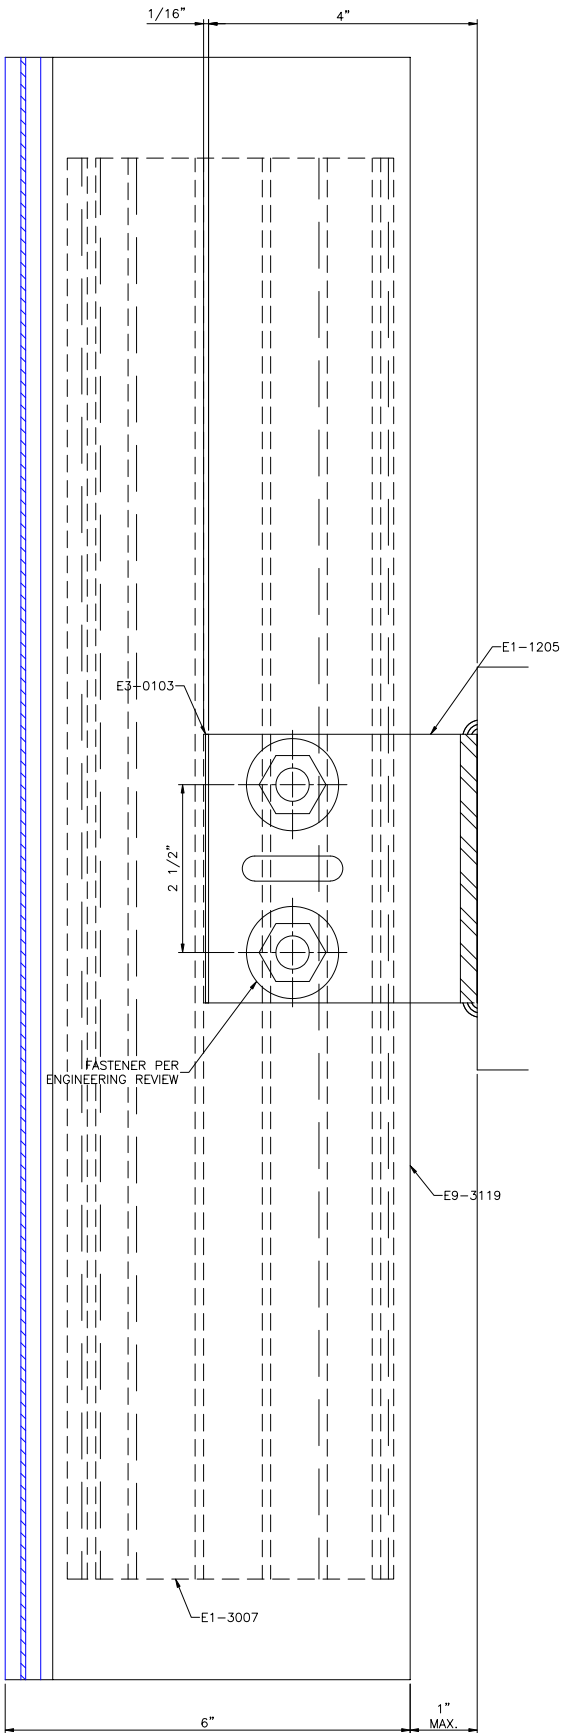 1/16"
4"
E1-1205
E3-0103
2 1/2"
FASTENER PER
ENGINEERING REVIEW
E9-3119
E1-3007
6"
1"
MAX.